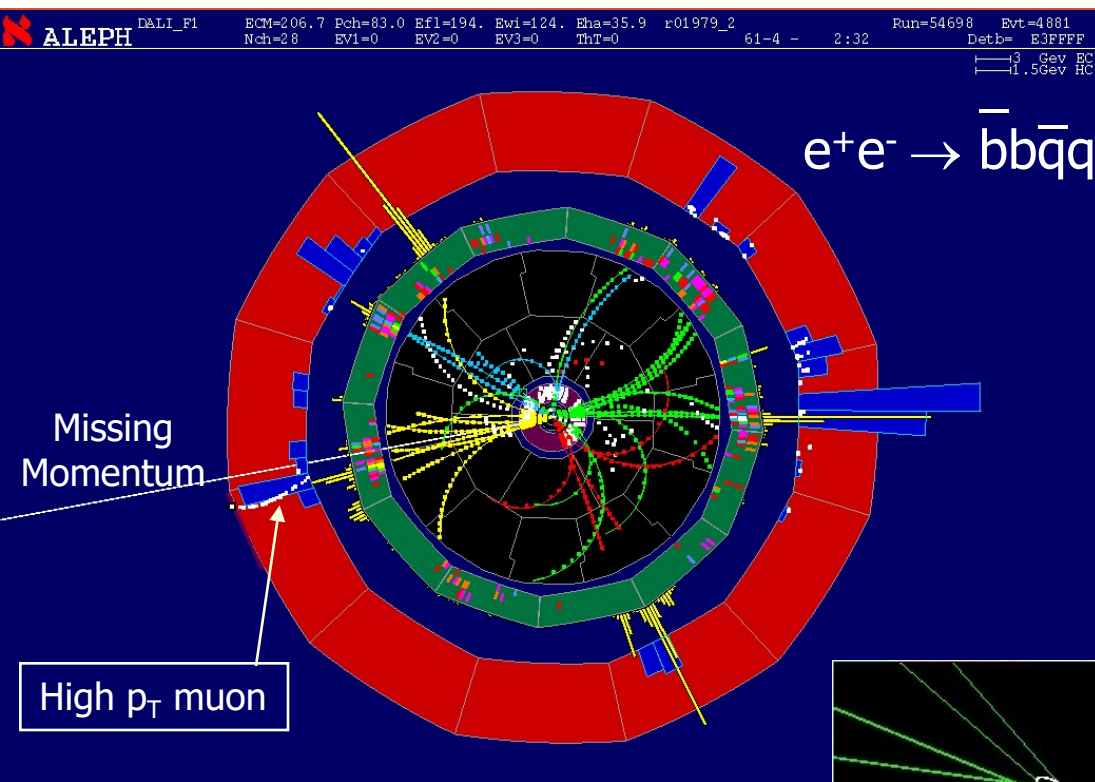 ALEPH DALI_F1 ECM=206.7 Pch=83.0 Efl=194. Ewi=124. Eha=35.9 r01979_2 Run=54698 Evt=4881
Nch=28 EV1=0 EV2=0 EV3=0 ThT=0 61-4 - 2:32 Detb= E3FFFF
3 Gev EC
1.5Gev HC
e⁺e⁻ → b̄bq̄q
Missing
Momentum
High pT muon